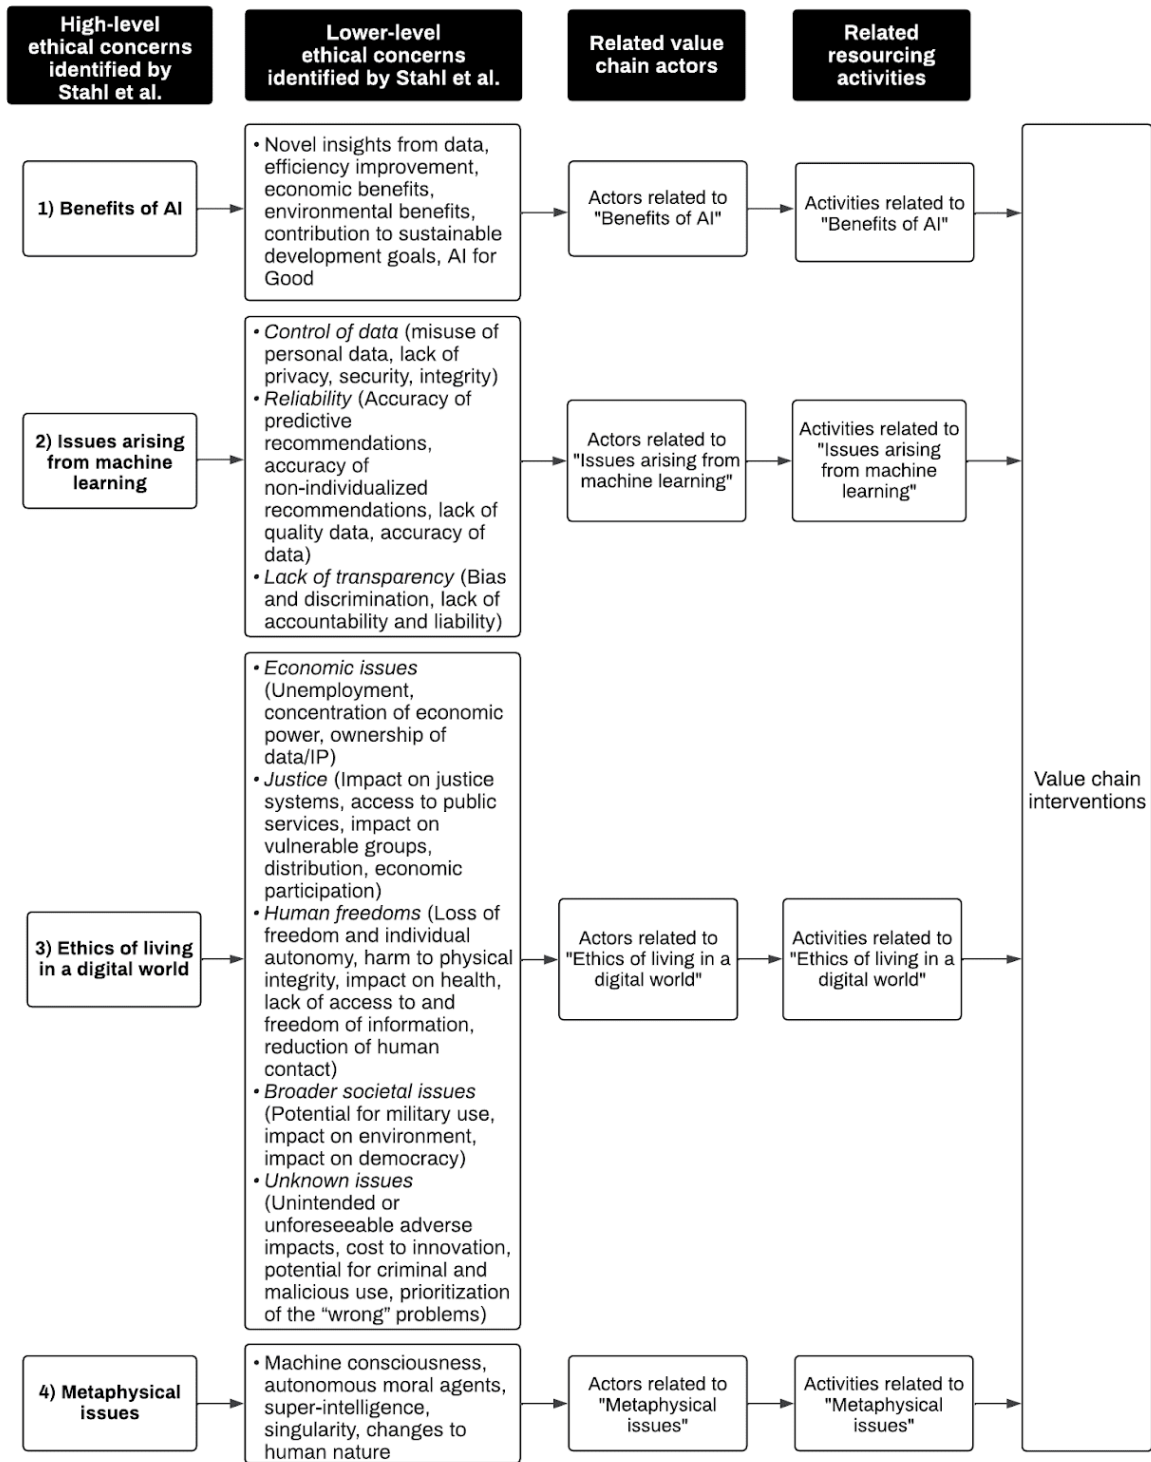 High-level
ethical concerns
identified by
Stahl et al.
Lower-level
ethical concerns
identified by Stahl et al.
Related value
chain actors
Related
resourcing
activities
1) Benefits of AI
• Novel insights from data,
efficiency improvement,
economic benefits,
environmental benefits,
contribution to sustainable
development goals, AI for
Good
Actors related to
"Benefits of AI"
Activities related to
"Benefits of AI"
2) Issues arising
from machine
learning
• Control of data (misuse of
personal data, lack of
privacy, security, integrity)
• Reliability (Accuracy of
predictive
recommendations,
accuracy of
non-individualized
recommendations, lack of
quality data, accuracy of
data)
• Lack of transparency (Bias
and discrimination, lack of
accountability and liability)
Actors related to
"Issues arising from
machine learning"
Activities related to
"Issues arising
from machine
learning"
3) Ethics of living
in a digital world
• Economic issues
(Unemployment,
concentration of economic
power, ownership of
data/IP)
• Justice (Impact on justice
systems, access to public
services, impact on
vulnerable groups,
distribution, economic
participation)
• Human freedoms (Loss of
freedom and individual
autonomy, harm to physical
integrity, impact on health,
lack of access to and
freedom of information,
reduction of human
contact)
• Broader societal issues
(Potential for military use,
impact on environment,
impact on democracy)
• Unknown issues
(Unintended or
unforeseeable adverse
impacts, cost to innovation,
potential for criminal and
malicious use, prioritization
of the “wrong” problems)
Actors related to
"Ethics of living in a
digital world"
Activities related to
"Ethics of living in a
digital world"
4) Metaphysical
issues
• Machine consciousness,
autonomous moral agents,
super-intelligence,
singularity, changes to
human nature
Actors related to
"Metaphysical
issues"
Activities related to
"Metaphysical
issues"
Value chain
interventions